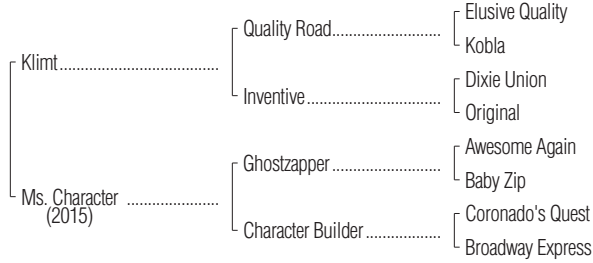 Elusive Quality
Quality Road
Kobla
Klimt
Dixie Union
Inventive
Original
Awesome Again
Ghostzapper
Baby Zip
Ms. Character
(2015)
Coronado's Quest
Character Builder
Broadway Express